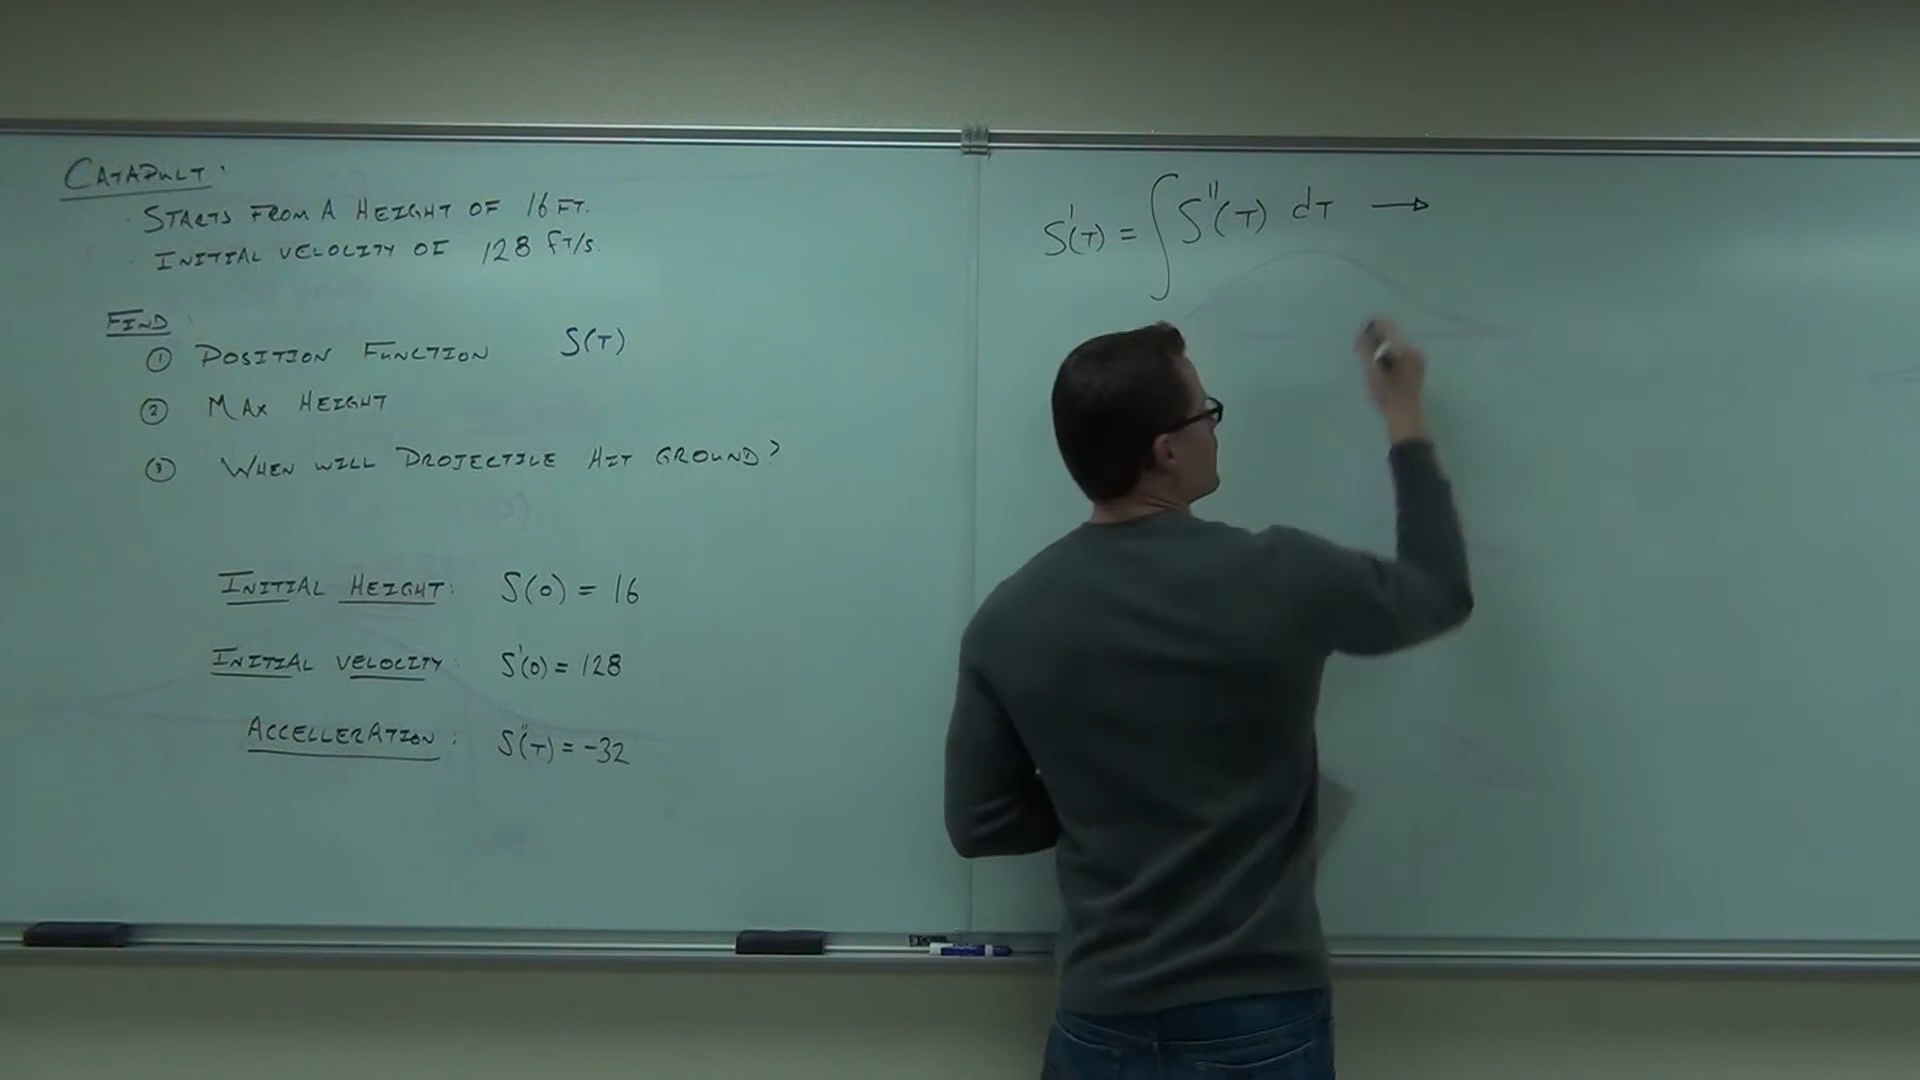 CATAPULT:
· STARTS FROM A HEIGHT OF 16 FT.
· INITIAL VELOCITY OF 128 FT/S.
FIND:
① POSITION FUNCTION S(T)
② MAX HEIGHT
③ WHEN WILL PROJECTILE HIT GROUND?
INITIAL HEIGHT: S(0) = 16
INITIAL VELOCITY: S'(0) = 128
ACCELLERATION: S"(T) = -32
S'(T) = ∫ S"(T) dT →